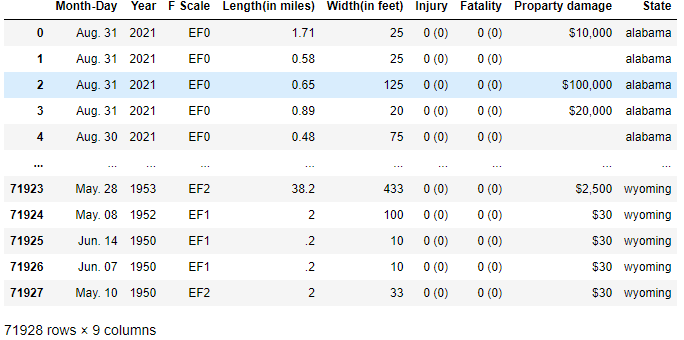 Month-Day Year F Scale Length(in miles) Width(in feet) Injury Fatality Proparty damage State
0 Aug. 31 2021 EF0 1.71 25 0 (0) 0 (0) $10,000 alabama
1 Aug. 31 2021 EF0 0.58 25 0 (0) 0 (0) alabama
2 Aug. 31 2021 EF0 0.65 125 0 (0) 0 (0) $100,000 alabama
3 Aug. 31 2021 EF0 0.89 20 0 (0) 0 (0) $20,000 alabama
4 Aug. 30 2021 EF0 0.48 75 0 (0) 0 (0) alabama
... ... ... ... ... ... ... ... ... ...
71923 May. 28 1953 EF2 38.2 433 0 (0) 0 (0) $2,500 wyoming
71924 May. 08 1952 EF1 2 100 0 (0) 0 (0) $30 wyoming
71925 Jun. 14 1950 EF1 .2 10 0 (0) 0 (0) $30 wyoming
71926 Jun. 07 1950 EF1 .2 10 0 (0) 0 (0) $30 wyoming
71927 May. 10 1950 EF2 2 33 0 (0) 0 (0) $30 wyoming
71928 rows × 9 columns